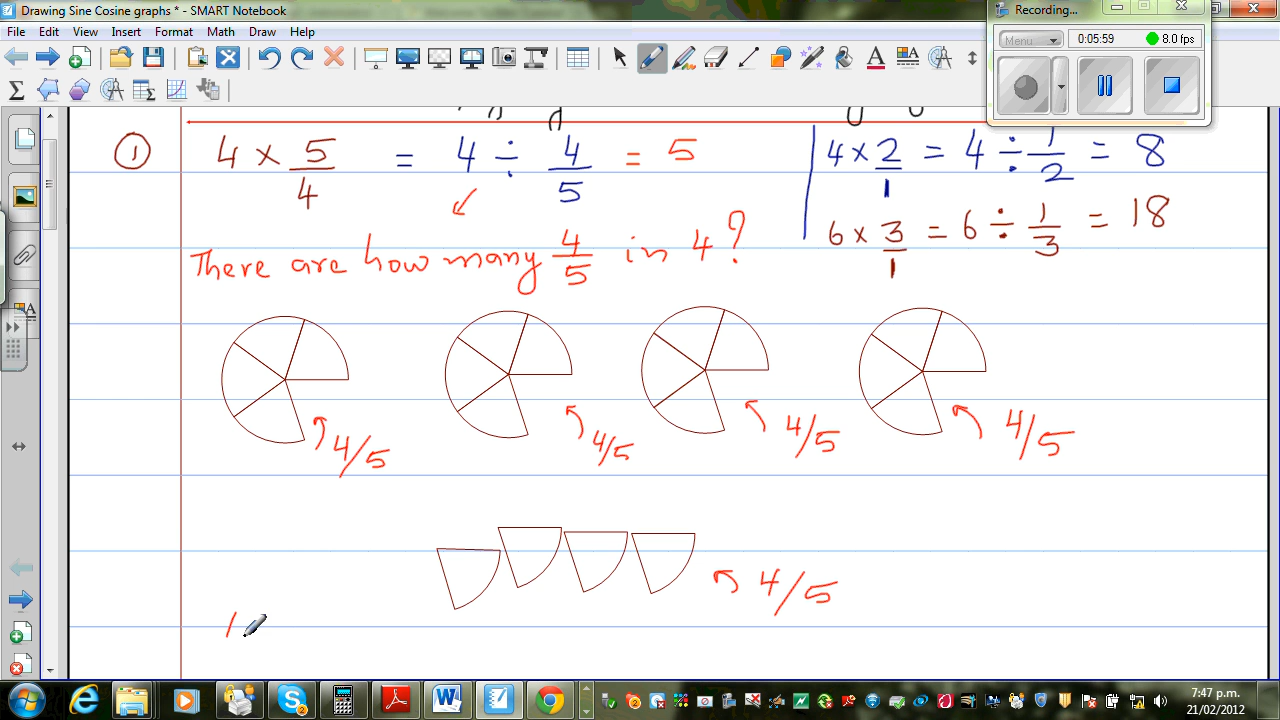 Drawing Sine Cosine graphs * - SMART Notebook
File Edit View Insert Format Math Draw Help
Recording...
Menu 0:05:59 8.0 fps
① 4 × 5/4 = 4 ÷ 4/5 = 5
4 × 2/1 = 4 ÷ 1/2 = 8
6 × 3/1 = 6 ÷ 1/3 = 18
There are how many 4/5 in 4?
4/5 4/5 4/5 4/5
4/5
7:47 p.m.
21/02/2012